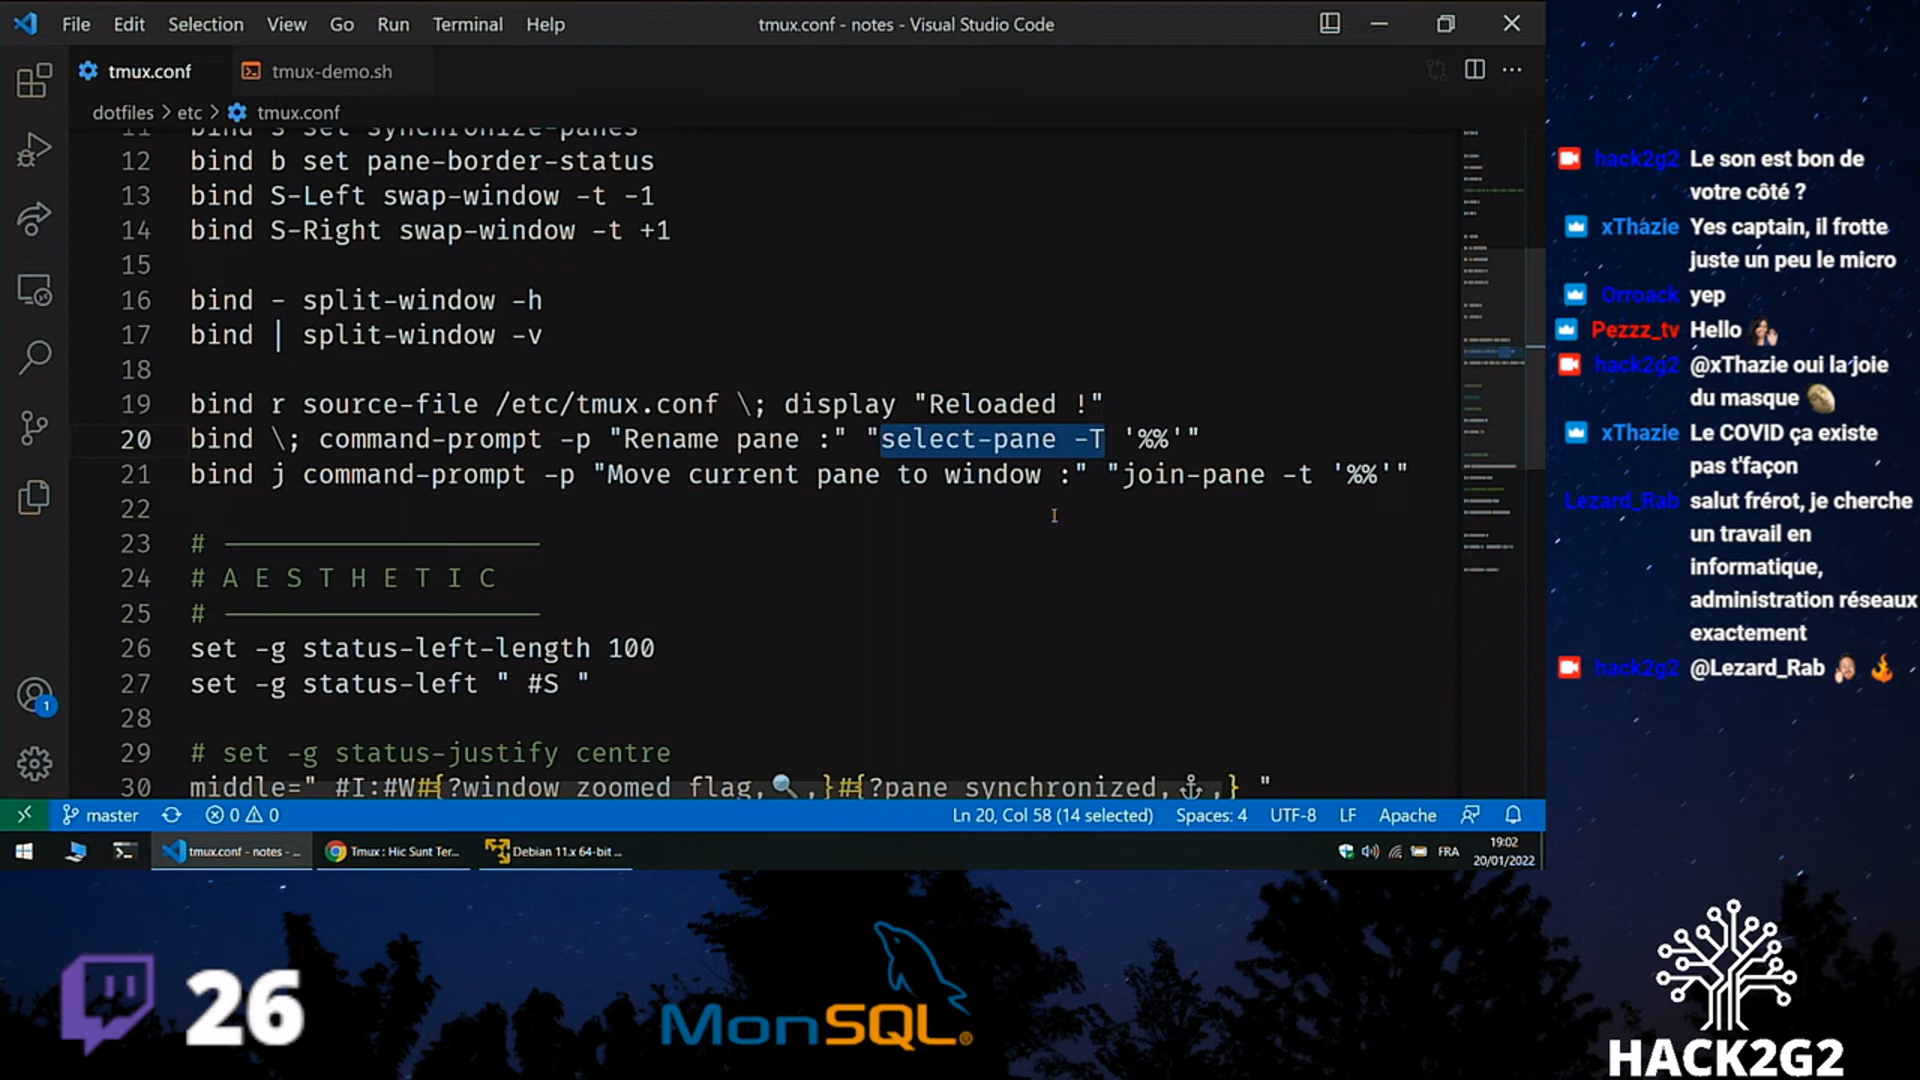 File Edit Selection View Go Run Terminal Help tmux.conf - notes - Visual Studio Code
tmux.conf tmux-demo.sh
dotfiles > etc > tmux.conf
11 bind s set synchronize-panes
12 bind b set pane-border-status
13 bind S-Left swap-window -t -1
14 bind S-Right swap-window -t +1
15
16 bind - split-window -h
17 bind | split-window -v
18
19 bind r source-file /etc/tmux.conf \; display "Reloaded !"
20 bind \; command-prompt -p "Rename pane :" "select-pane -T '%%'"
21 bind j command-prompt -p "Move current pane to window :" "join-pane -t '%%'"
22
23 # ────────────────────
24 # A E S T H E T I C
25 # ────────────────────
26 set -g status-left-length 100
27 set -g status-left " #S "
28
29 # set -g status-justify centre
30 middle=" #I:#W#{?window_zoomed_flag,🔍,}#{?pane_synchronized,⚓,} "
1
master 0 0 Ln 20, Col 58 (14 selected) Spaces: 4 UTF-8 LF Apache
tmux.conf - notes - ... Tmux : Hic Sunt Ter... Debian 11.x 64-bit ... FRA 19:02
20/01/2022
hack2g2 Le son est bon de
votre côté ?
xThazie Yes captain, il frotte
juste un peu le micro
Orroack yep
Pezzz_tv Hello
hack2g2 @xThazie oui la joie
du masque
xThazie Le COVID ça existe
pas t'façon
Lezard_Rab salut frérot, je cherche
un travail en
informatique,
administration réseaux
exactement
hack2g2 @Lezard_Rab
26
MonSQL®
HACK2G2